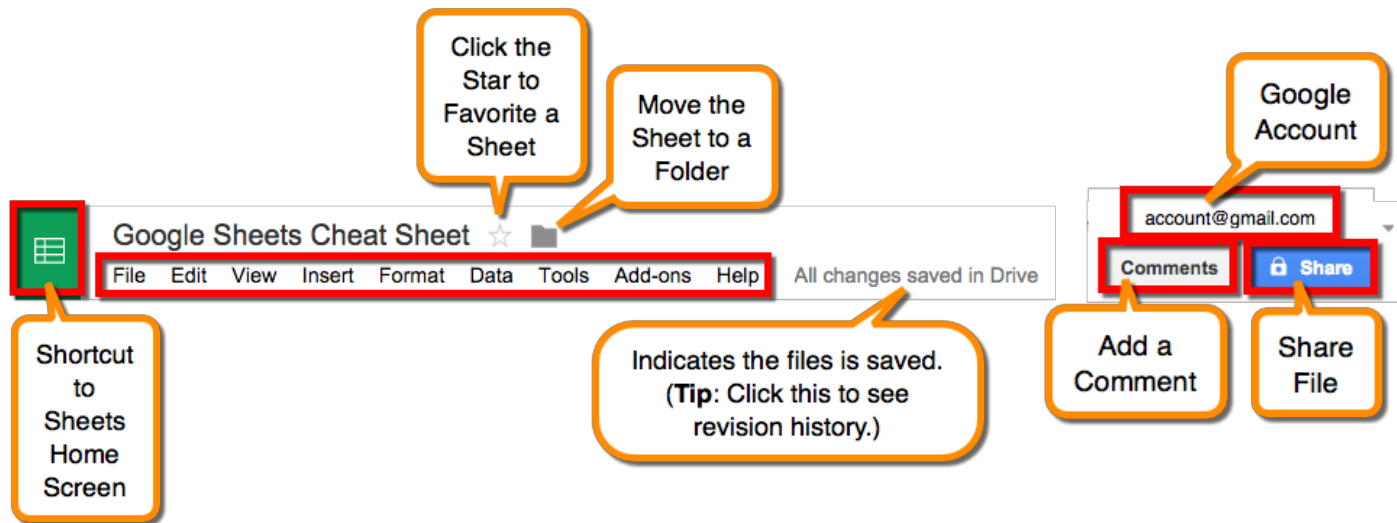 Click the
Star to
Favorite a
Sheet
Move the
Sheet to a
Folder
Google
Account
Google Sheets Cheat Sheet
account@gmail.com
File Edit View Insert Format Data Tools Add-ons Help All changes saved in Drive
Comments Share
Shortcut
to
Sheets
Home
Screen
Indicates the files is saved.
(Tip: Click this to see
revision history.)
Add a
Comment
Share
File